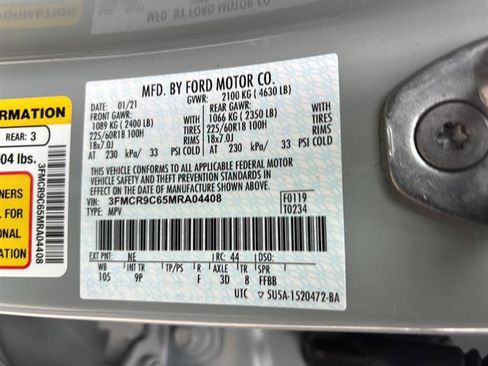 MFD. BY FORD MOTOR CO.
DATE: 01/21 GVWR: 2100 KG ( 4630 LB)
FRONT GAWR: REAR GAWR:
1089 KG ( 2400 LB) WITH 1066 KG ( 2350 LB) WITH
225/60R18 100H TIRES 225/60R18 100H TIRES
18x7.0J RIMS 18x7.0J RIMS
AT 230 kPa/ 33 PSI COLD AT 230 kPa/ 33 PSI COLD
THIS VEHICLE CONFORMS TO ALL APPLICABLE FEDERAL MOTOR
VEHICLE SAFETY, BUMPER, AND THEFT PREVENTION STANDARDS IN
EFFECT ON THE DATE OF MANUFACTURE SHOWN ABOVE.
VIN: 3FMCR9C65MRA04408
TYPE: MPV
F0119
T0234
EXT PNT: NE RC: 44 DSO:
WB INT TR TP/PS R AXLE TR SPR
105 9P F 3D 8 FFBB
UTC 5U5A-1520472-BA
ORMATION
REAR: 3
04 lbs.
NERS
L FOR
ONAL
ON
3FMCR9C65MRA04408